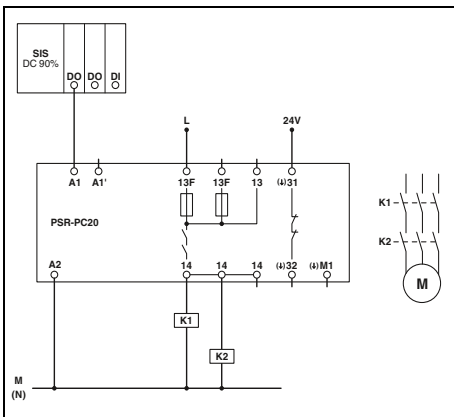 SIS
DC 90%
DO DO DI
L 24V
A1 A1' 13F 13F 13 (⏚)31
PSR-PC20
A2 14 14 14 (⏚)32 (⏚)M1
K1
K2
K1
K2
M
M
(N)